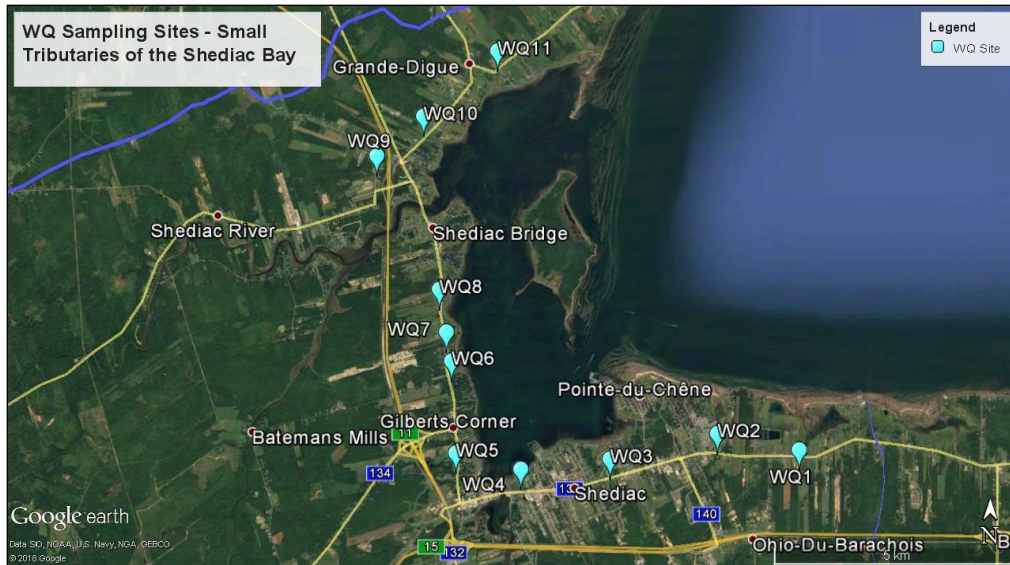 WQ Sampling Sites - Small
Tributaries of the Shediac Bay
Legend
WQ Site
WQ11
Grande-Digue
WQ10
WQ9
Shediac River
Shediac Bridge
WQ8
WQ7
WQ6
Pointe-du-Chêne
Gilberts Corner
11
Batemans Mills
WQ2
WQ5
WQ3
WQ1
134
WQ4
Shediac
140
Google earth
N
Data SIO, NOAA, U.S. Navy, NGA, GEBCO
© 2018 Google
15
132
Ohio-Du-Barachois
B
5 km